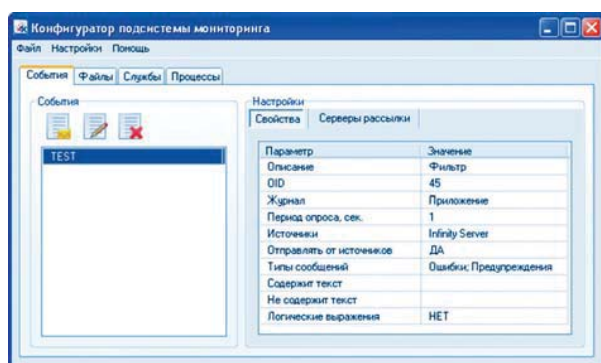 Конфигуратор подсистемы мониторинга
Файл Настройки Помощь
События Файлы Службы Процессы
События
TEST
Настройки
Свойства Серверы рассылки
Параметр Значение
Описание Фильтр
OID 45
Журнал Приложение
Период опроса, сек. 1
Источники Infinity Server
Отправлять от источников ДА
Типы сообщений Ошибки; Предупреждения
Содержит текст
Не содержит текст
Логические выражения НЕТ